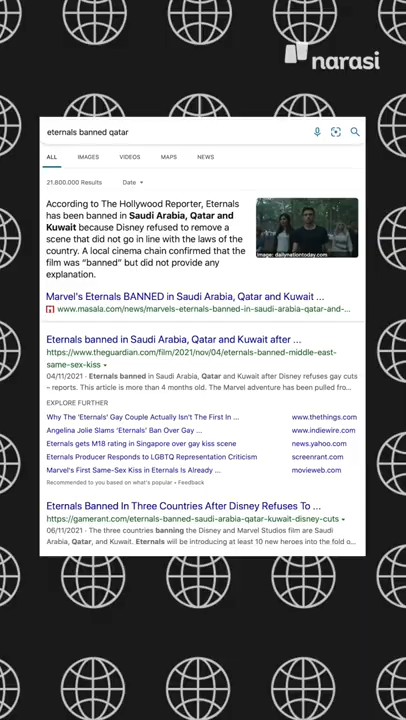 narasi
eternals banned qatar
ALL IMAGES VIDEOS MAPS NEWS
21.800.000 Results Date
According to The Hollywood Reporter, Eternals
has been banned in Saudi Arabia, Qatar and
Kuwait because Disney refused to remove a
scene that did not go in line with the laws of the
country. A local cinema chain confirmed that the
film was “banned” but did not provide any
explanation.
Image: dailynationtoday.com
Marvel's Eternals BANNED in Saudi Arabia, Qatar and Kuwait ...
www.masala.com/news/marvels-eternals-banned-in-saudi-arabia-qatar-and-...
Eternals banned in Saudi Arabia, Qatar and Kuwait after ...
https://www.theguardian.com/film/2021/nov/04/eternals-banned-middle-east-
same-sex-kiss
04/11/2021 · Eternals banned in Saudi Arabia, Qatar and Kuwait after Disney refuses gay cuts
– reports. This article is more than 4 months old. The Marvel adventure has been pulled fro...
EXPLORE FURTHER
Why The 'Eternals' Gay Couple Actually Isn't The First In ... www.thethings.com
Angelina Jolie Slams 'Eternals' Ban Over Gay ... www.indiewire.com
Eternals gets M18 rating in Singapore over gay kiss scene news.yahoo.com
Eternals Producer Responds to LGBTQ Representation Criticism screenrant.com
Marvel's First Same-Sex Kiss in Eternals Is Already ... movieweb.com
Recommended to you based on what's popular • Feedback
Eternals Banned In Three Countries After Disney Refuses To ...
https://gamerant.com/eternals-banned-saudi-arabia-qatar-kuwait-disney-cuts
06/11/2021 · The three countries banning the Disney and Marvel Studios film are Saudi
Arabia, Qatar, and Kuwait. Eternals will be introducing at least 10 new heroes into the fold o...